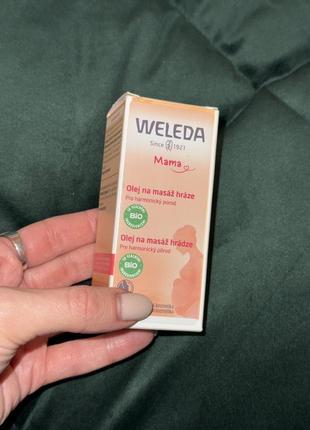 WELEDA
Since 1921
Mama
Olej na masáž hráze
Pro harmonický porod
BIO
Olej na masáž hrádze
Pre harmonický pôrod
BIO